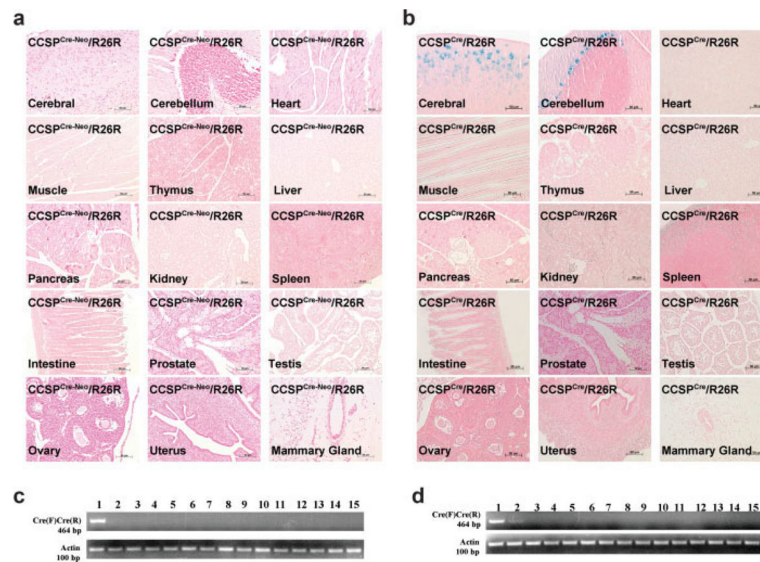 a
CCSPCre-Neo/R26R CCSPCre-Neo/R26R CCSPCre-Neo/R26R
Cerebral Cerebellum Heart
CCSPCre-Neo/R26R CCSPCre-Neo/R26R CCSPCre-Neo/R26R
Muscle Thymus Liver
CCSPCre-Neo/R26R CCSPCre-Neo/R26R CCSPCre-Neo/R26R
Pancreas Kidney Spleen
CCSPCre-Neo/R26R CCSPCre-Neo/R26R CCSPCre-Neo/R26R
Intestine Prostate Testis
CCSPCre-Neo/R26R CCSPCre-Neo/R26R CCSPCre-Neo/R26R
Ovary Uterus Mammary Gland
b
CCSPCre/R26R CCSPCre/R26R CCSPCre/R26R
Cerebral Cerebellum Heart
CCSPCre/R26R CCSPCre/R26R CCSPCre/R26R
Muscle Thymus Liver
CCSPCre/R26R CCSPCre/R26R CCSPCre/R26R
Pancreas Kidney Spleen
CCSPCre/R26R CCSPCre/R26R CCSPCre/R26R
Intestine Prostate Testis
CCSPCre/R26R CCSPCre/R26R CCSPCre/R26R
Ovary Uterus Mammary Gland
c
1 2 3 4 5 6 7 8 9 10 11 12 13 14 15
Cre(F)Cre(R)
464 bp
Actin
100 bp
d
1 2 3 4 5 6 7 8 9 10 11 12 13 14 15
Cre(F)Cre(R)
464 bp
Actin
100 bp